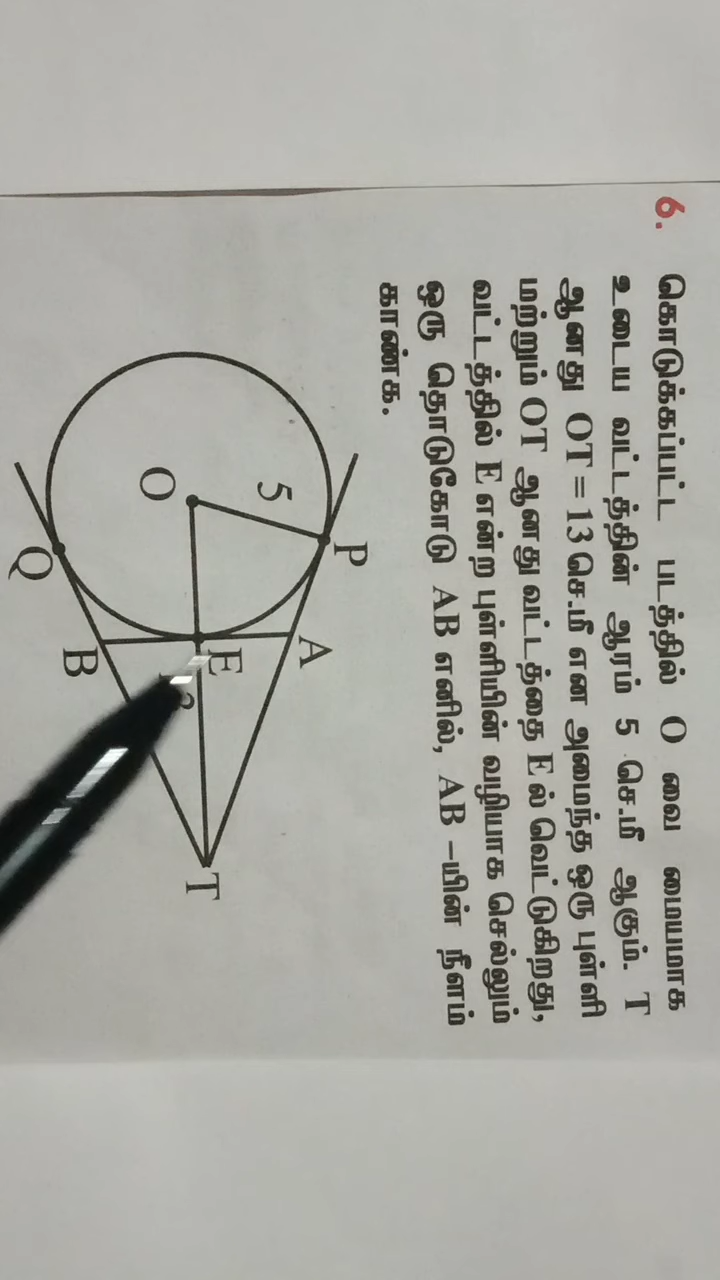 6. கொடுக்கப்பட்ட படத்தில் O வை மையமாக
உடைய வட்டத்தின் ஆரம் 5 செ.மீ ஆகும். T
ஆனது OT = 13 செ.மீ என அமைந்த ஒரு புள்ளி
மற்றும் OT ஆனது வட்டத்தை E ல் வெட்டுகிறது,
வட்டத்தில் E என்ற புள்ளியின் வழியாக செல்லும்
ஒரு தொடுகோடு AB எனில், AB –யின் நீளம்
காண்க.
P
5
A
O
E
T
B
Q